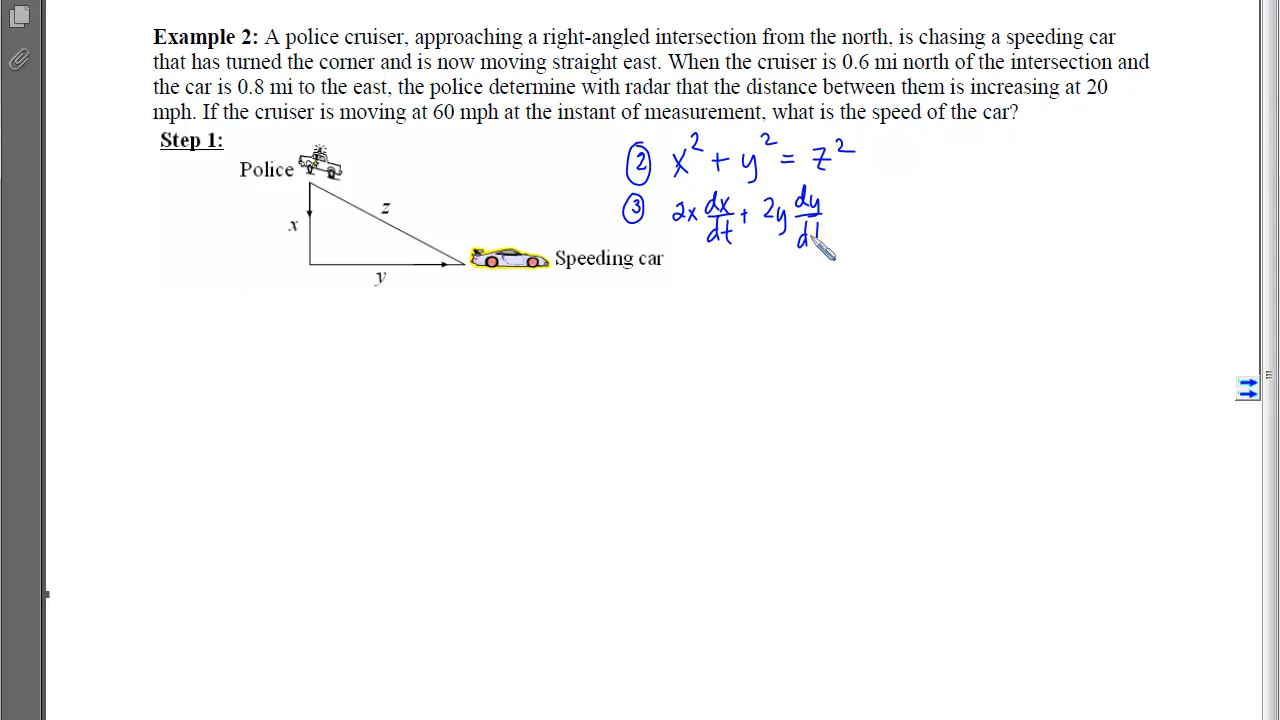 Example 2: A police cruiser, approaching a right-angled intersection from the north, is chasing a speeding car
that has turned the corner and is now moving straight east. When the cruiser is 0.6 mi north of the intersection and
the car is 0.8 mi to the east, the police determine with radar that the distance between them is increasing at 20
mph. If the cruiser is moving at 60 mph at the instant of measurement, what is the speed of the car?
Step 1:
Police
x
z
y
Speeding car
② x² + y² = z²
③ 2x dx/dt + 2y dy/dt